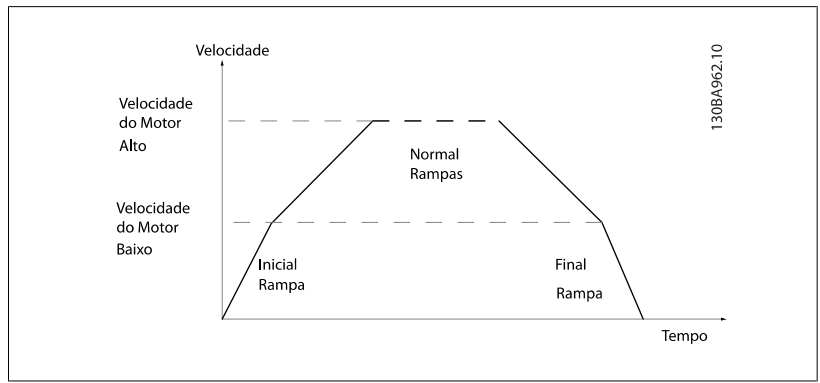 Velocidade
130BA962.10
Velocidade
do Motor
Alto
Normal
Rampas
Velocidade
do Motor
Baixo
Inicial
Rampa
Final
Rampa
Tempo